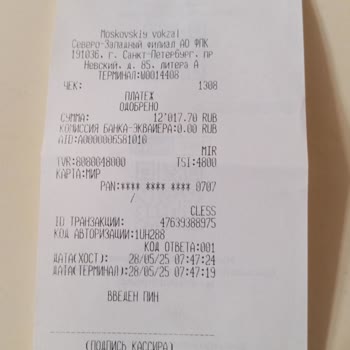 Moskovskiy vokzal
Северо-Западный филиал АО ФПК
191036, г. Санкт-Петербург, пр
Невский, д. 85, литера А
ТЕРМИНАЛ:W0014408
ЧЕК: 1308
ПЛАТЕЖ
ОДОБРЕНО
СУММА: 12'017.70 RUB
КОМИССИЯ БАНКА-ЭКВАЙЕРА:0.00 RUB
AID:A0000006581010
MIR
TVR:8080048000 TSI:4800
КАРТА:МИР
PAN:**** **** **** 0707
/
CLESS
ID ТРАНЗАКЦИИ: 47639388975
КОД АВТОРИЗАЦИИ:1UH288
КОД ОТВЕТА:001
ДАТА(ХОСТ): 28/05/25 07:47:24
ДАТА(ТЕРМИНАЛ):28/05/25 07:47:19
ВВЕДЕН ПИН
(ПОДПИСЬ КАССИРА)